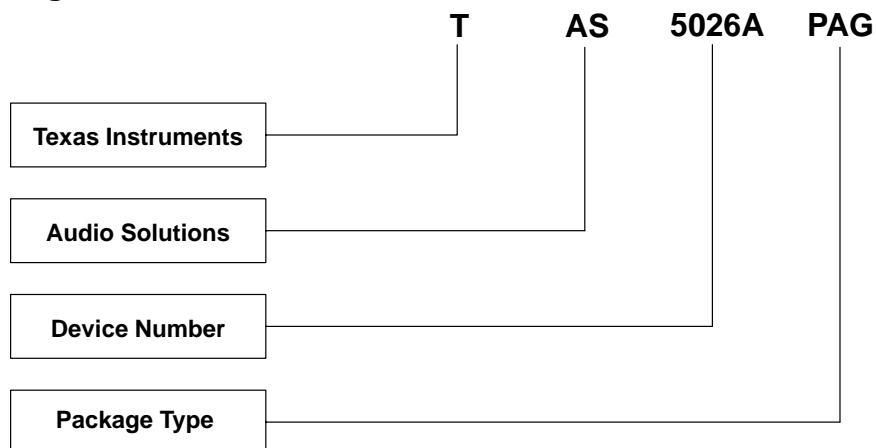 T AS 5026A PAG
Texas Instruments
Audio Solutions
Device Number
Package Type